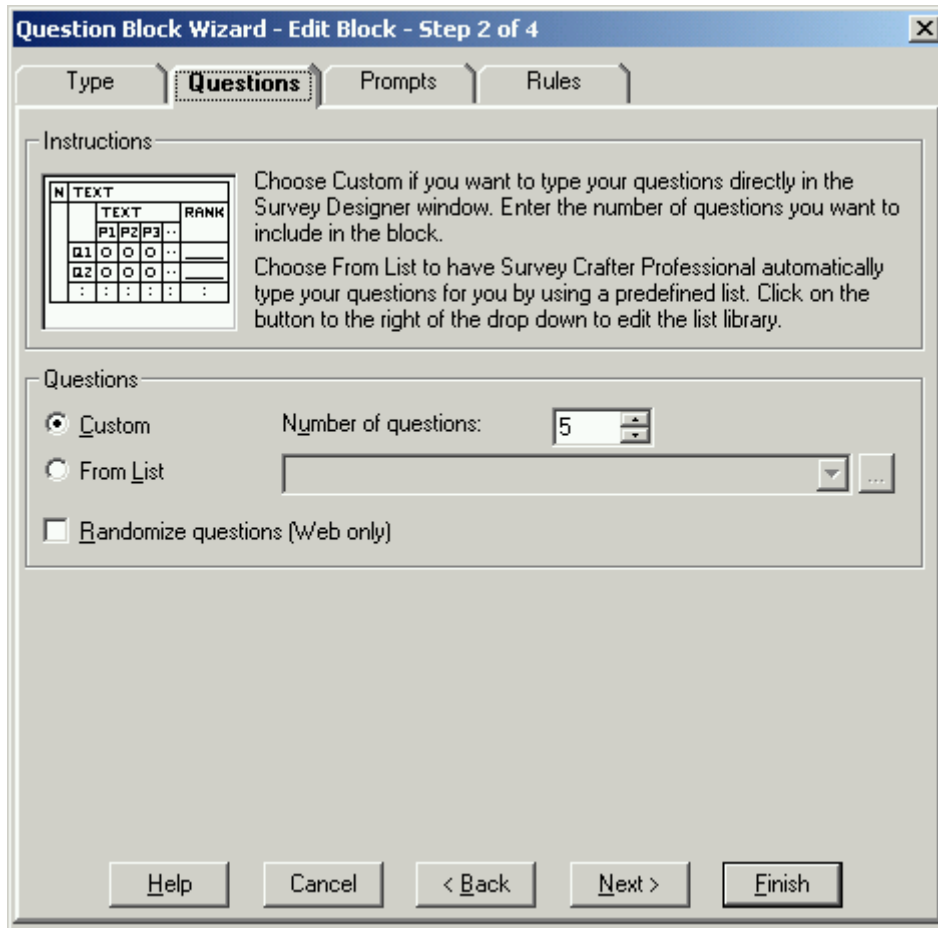 Question Block Wizard - Edit Block - Step 2 of 4
Type Questions Prompts Rules
Instructions
N TEXT
TEXT RANK
P1 P2 P3 ..
Q1 O O O ..
Q2 O O O ..
: : : : : :
Choose Custom if you want to type your questions directly in the
Survey Designer window. Enter the number of questions you want to
include in the block.
Choose From List to have Survey Crafter Professional automatically
type your questions for you by using a predefined list. Click on the
button to the right of the drop down to edit the list library.
Questions
Custom Number of questions: 5
From List ...
Randomize questions (Web only)
Help Cancel < Back Next > Finish